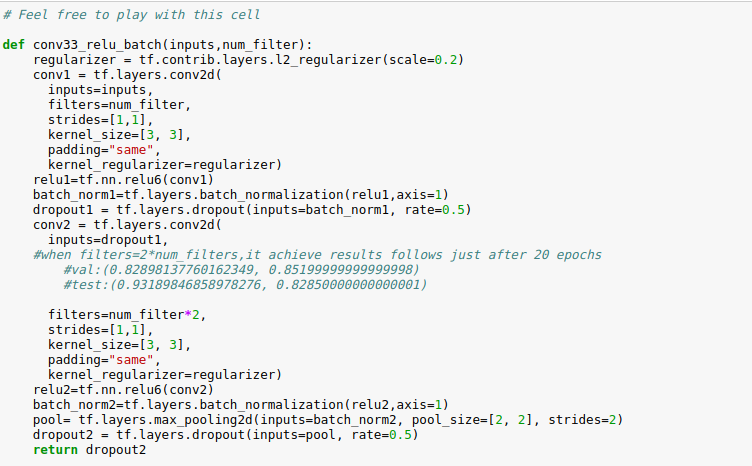 # Feel free to play with this cell

def conv33_relu_batch(inputs,num_filter):
    regularizer = tf.contrib.layers.l2_regularizer(scale=0.2)
    conv1 = tf.layers.conv2d(
      inputs=inputs,
      filters=num_filter,
      strides=[1,1],
      kernel_size=[3, 3],
      padding="same",
      kernel_regularizer=regularizer)
    relu1=tf.nn.relu6(conv1)
    batch_norm1=tf.layers.batch_normalization(relu1,axis=1)
    dropout1 = tf.layers.dropout(inputs=batch_norm1, rate=0.5)
    conv2 = tf.layers.conv2d(
      inputs=dropout1,
    #when filters=2*num_filters,it achieve results follows just after 20 epochs
        #val:(0.82898137760162349, 0.85199999999999998)
        #test:(0.93189846858978276, 0.82850000000000001)

      filters=num_filter*2,
      strides=[1,1],
      kernel_size=[3, 3],
      padding="same",
      kernel_regularizer=regularizer)
    relu2=tf.nn.relu6(conv2)
    batch_norm2=tf.layers.batch_normalization(relu2,axis=1)
    pool= tf.layers.max_pooling2d(inputs=batch_norm2, pool_size=[2, 2], strides=2)
    dropout2 = tf.layers.dropout(inputs=pool, rate=0.5)
    return dropout2